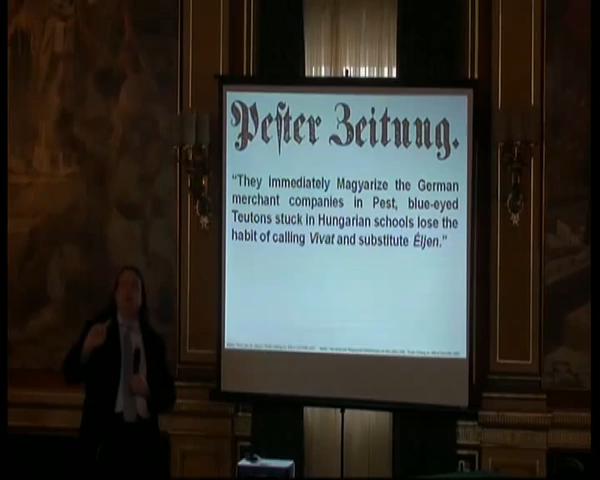 Pester Zeitung.
“They immediately Magyarize the German
merchant companies in Pest, blue-eyed
Teutons stuck in Hungarian schools lose the
habit of calling Vivat and substitute Éljen.”